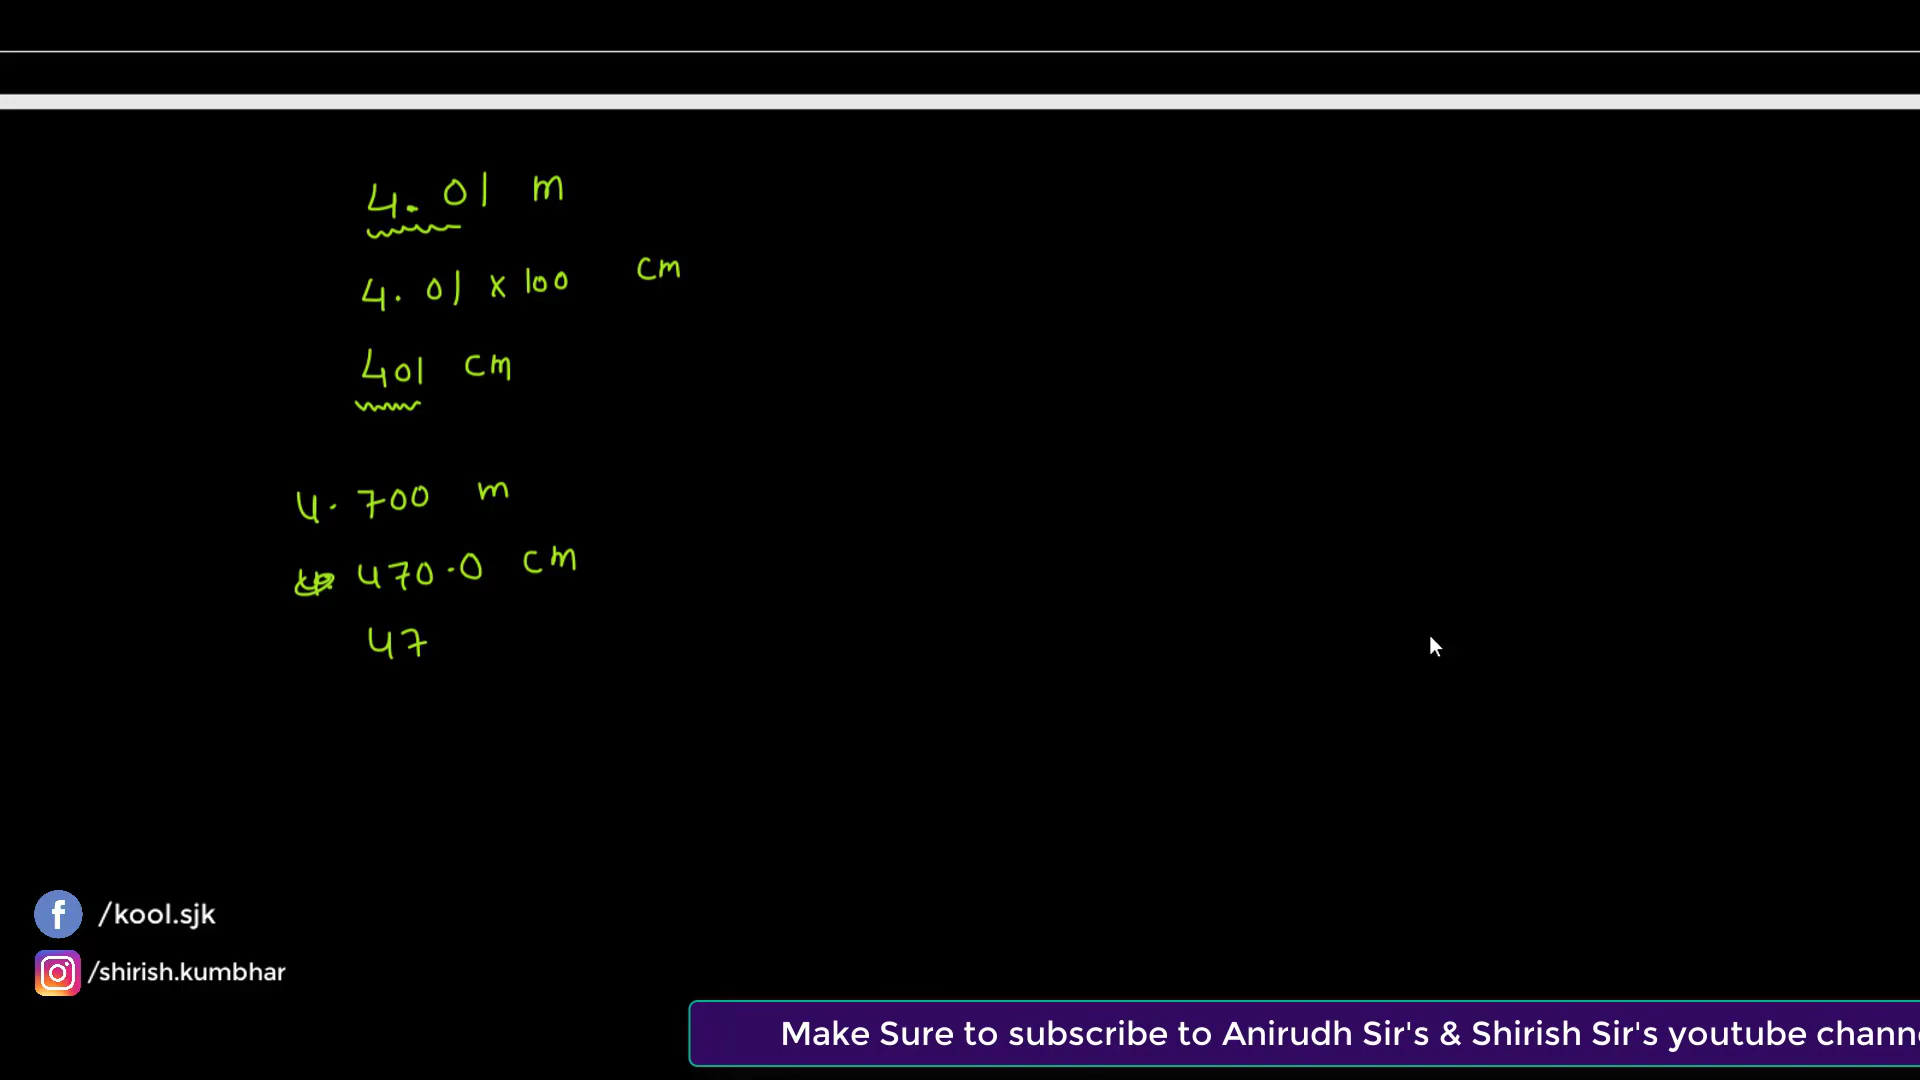 4.01 m
4.01 x 100 cm
401 cm
4.700 m
470.0 cm
47
/kool.sjk
/shirish.kumbhar
Make Sure to subscribe to Anirudh Sir's & Shirish Sir's youtube chann